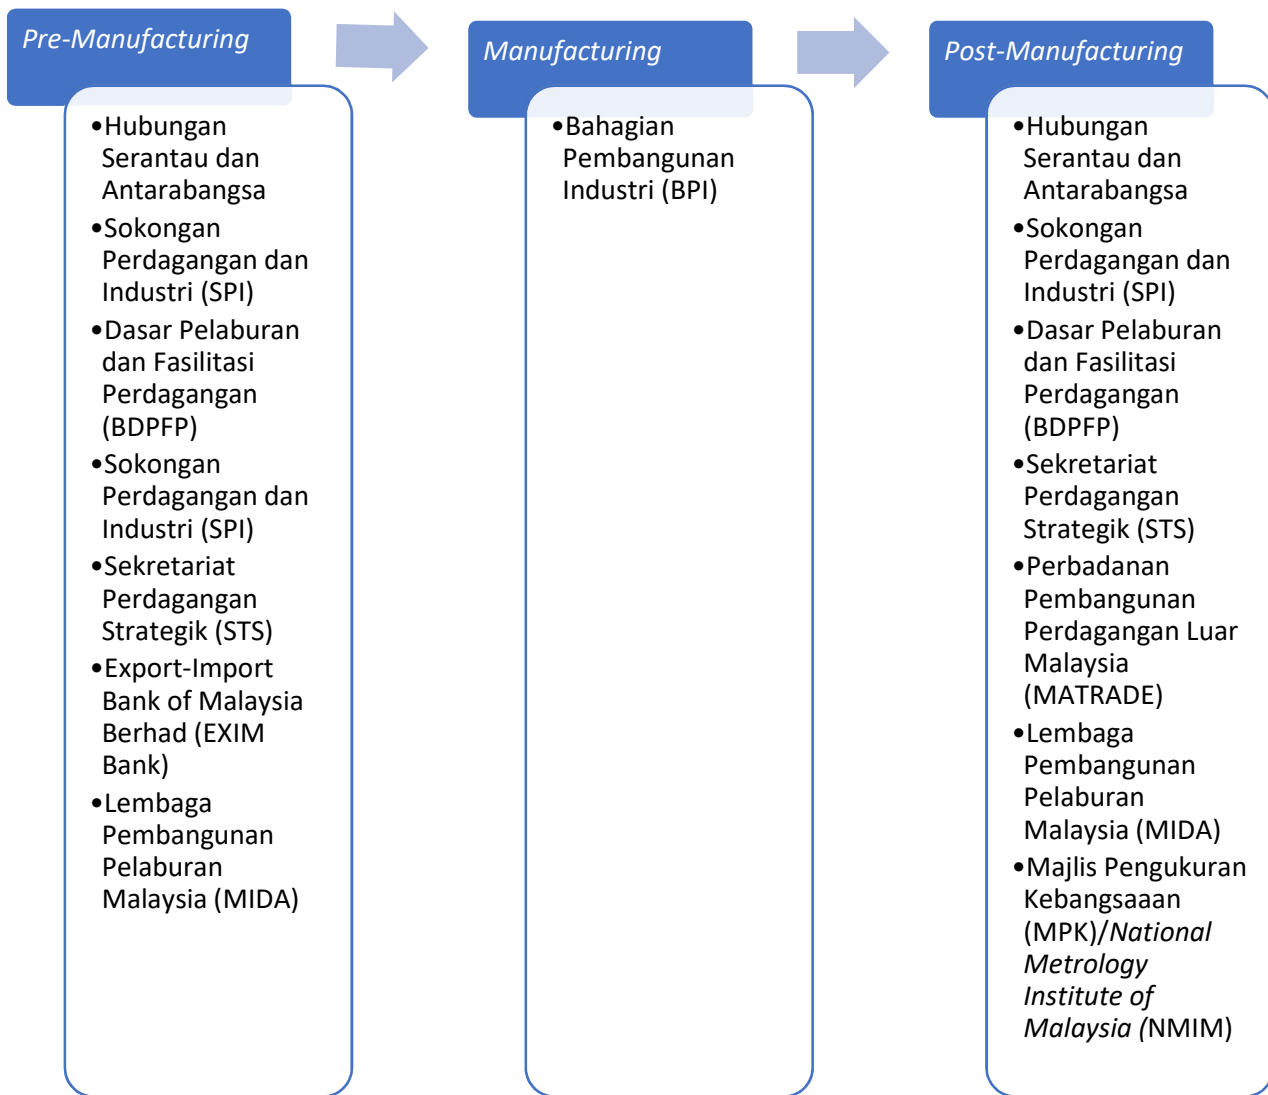 Pre-Manufacturing
•Hubungan
Serantau dan
Antarabangsa
•Sokongan
Perdagangan dan
Industri (SPI)
•Dasar Pelaburan
dan Fasilitasi
Perdagangan
(BDPFP)
•Sokongan
Perdagangan dan
Industri (SPI)
•Sekretariat
Perdagangan
Strategik (STS)
•Export-Import
Bank of Malaysia
Berhad (EXIM
Bank)
•Lembaga
Pembangunan
Pelaburan
Malaysia (MIDA)
Manufacturing
•Bahagian
Pembangunan
Industri (BPI)
Post-Manufacturing
•Hubungan
Serantau dan
Antarabangsa
•Sokongan
Perdagangan dan
Industri (SPI)
•Dasar Pelaburan
dan Fasilitasi
Perdagangan
(BDPFP)
•Sekretariat
Perdagangan
Strategik (STS)
•Perbadanan
Pembangunan
Perdagangan Luar
Malaysia
(MATRADE)
•Lembaga
Pembangunan
Pelaburan
Malaysia (MIDA)
•Majlis Pengukuran
Kebangsaaan
(MPK)/National
Metrology
Institute of
Malaysia (NMIM)